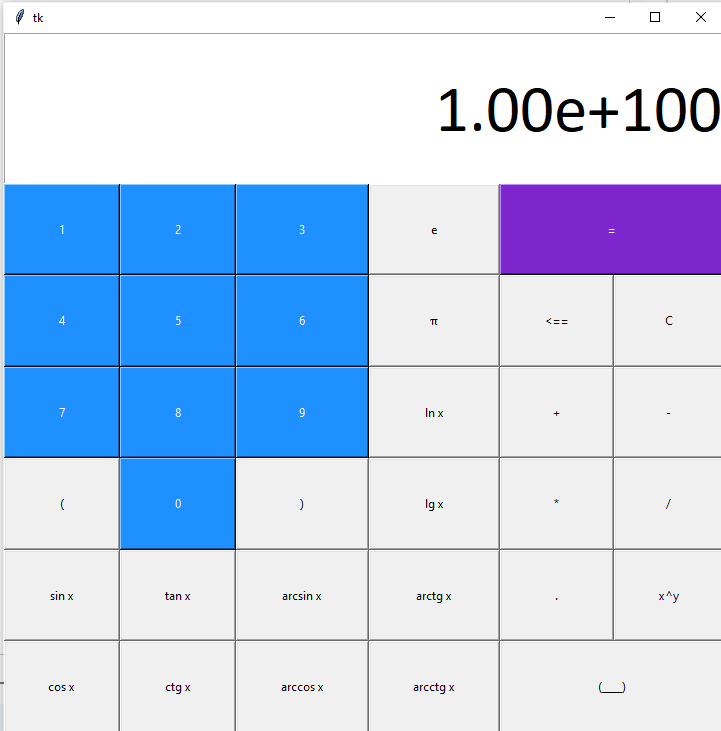 tk
1.00e+100
1 2 3 e =
4 5 6 π <== C
7 8 9 ln x + -
( 0 ) lg x * /
sin x tan x arcsin x arctg x . x^y
cos x ctg x arccos x arcctg x (___)